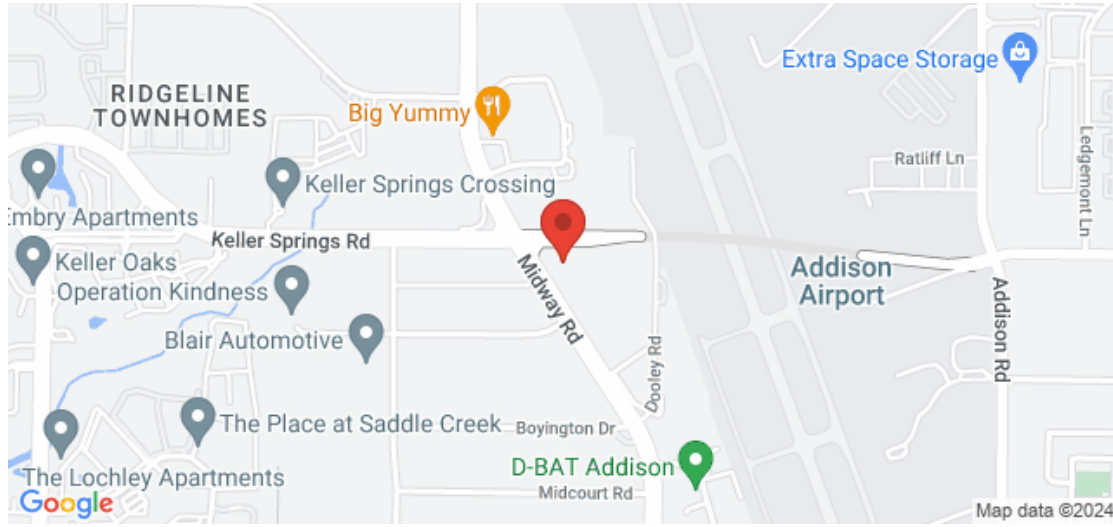 Extra Space Storage
RIDGELINE
TOWNHOMES
Big Yummy
Ledgemont Ln
Ratliff Ln
Keller Springs Crossing
Embry Apartments
Keller Springs Rd
Keller Oaks
Operation Kindness
Midway Rd
Addison
Airport
Addison Rd
Blair Automotive
Dooley Rd
The Place at Saddle Creek
Boyington Dr
D-BAT Addison
The Lochley Apartments
Midcourt Rd
Google
Map data ©2024